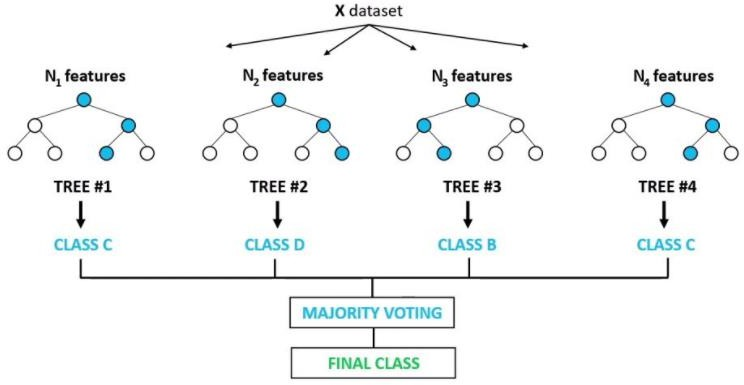 X dataset
N₁ features
N₂ features
N₃ features
N₄ features
TREE #1
TREE #2
TREE #3
TREE #4
CLASS C
CLASS D
CLASS B
CLASS C
MAJORITY VOTING
FINAL CLASS